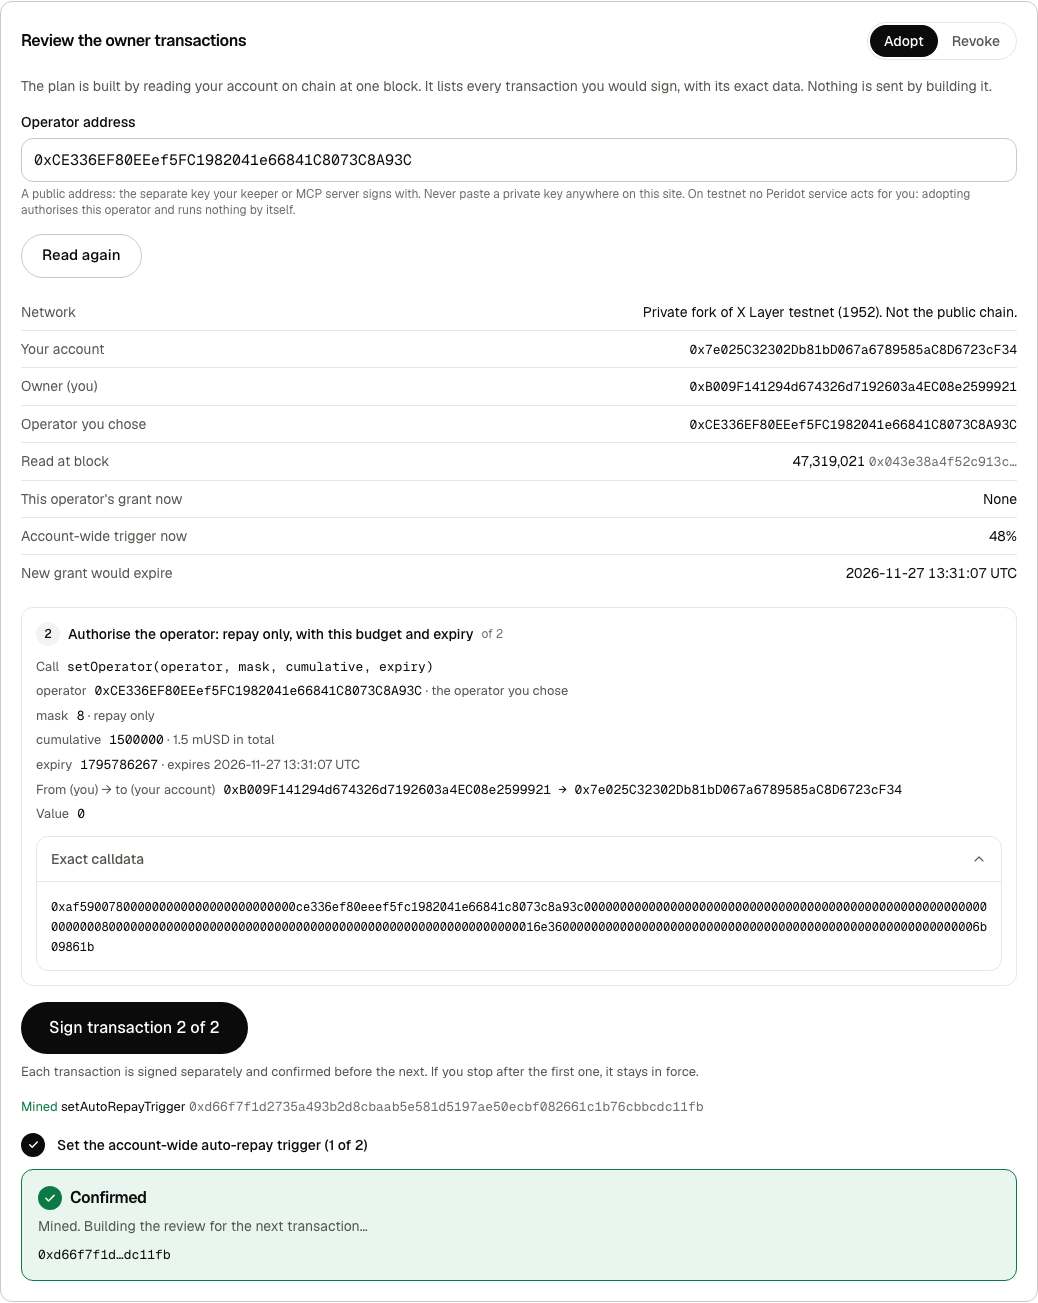 Review the owner transactions
Adopt
Revoke
The plan is built by reading your account on chain at one block. It lists every transaction you would sign, with its exact data. Nothing is sent by building it.
Operator address
0xCE336EF80EEef5FC1982041e66841C8073C8A93C
A public address: the separate key your keeper or MCP server signs with. Never paste a private key anywhere on this site. On testnet no Peridot service acts for you: adopting
authorises this operator and runs nothing by itself.
Read again
Network
Private fork of X Layer testnet (1952). Not the public chain.
Your account
0x7e025C32302Db81bD067a6789585aC8D6723cF34
Owner (you)
0xB009F141294d674326d7192603a4EC08e2599921
Operator you chose
0xCE336EF80EEef5FC1982041e66841C8073C8A93C
Read at block
47,319,021 0x043e38a4f52c913c…
This operator's grant now
None
Account-wide trigger now
48%
New grant would expire
2026-11-27 13:31:07 UTC
2 Authorise the operator: repay only, with this budget and expiry of 2
Call setOperator(operator, mask, cumulative, expiry)
operator 0xCE336EF80EEef5FC1982041e66841C8073C8A93C · the operator you chose
mask 8 · repay only
cumulative 1500000 · 1.5 mUSD in total
expiry 1795786267 · expires 2026-11-27 13:31:07 UTC
From (you) → to (your account) 0xB009F141294d674326d7192603a4EC08e2599921 → 0x7e025C32302Db81bD067a6789585aC8D6723cF34
Value 0
Exact calldata
0xaf590078000000000000000000000000ce336ef80eeef5fc1982041e66841c8073c8a93c00000000000000000000000000000000000000000000000000000000
00000008000000000000000000000000000000000000000000000000000000000016e360000000000000000000000000000000000000000000000000000000006b
09861b
Sign transaction 2 of 2
Each transaction is signed separately and confirmed before the next. If you stop after the first one, it stays in force.
Mined setAutoRepayTrigger 0xd66f7f1d2735a493b2d8cbaab5e581d5197ae50ecbf082661c1b76cbbcdc11fb
Set the account-wide auto-repay trigger (1 of 2)
Confirmed
Mined. Building the review for the next transaction…
0xd66f7f1d…dc11fb